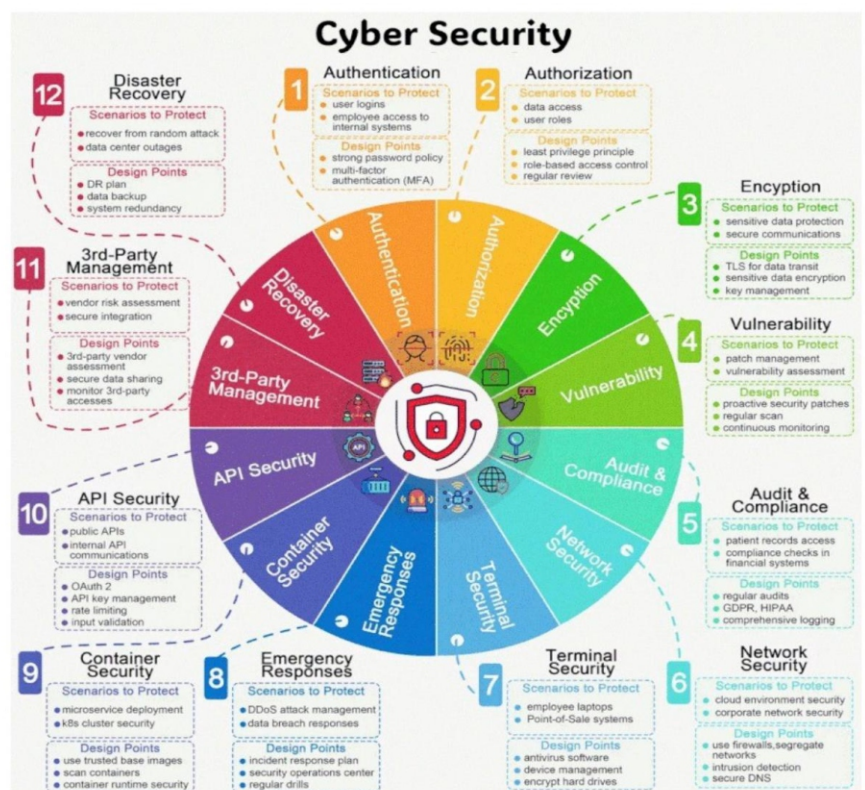 Cyber Security
1
Authentication
Scenarios to Protect
user logins
employee access to
internal systems
Design Points
strong password policy
multi-factor
authentication (MFA)
2
Authorization
Scenarios to Protect
data access
user roles
Design Points
least privilege principle
role-based access control
regular review
3
Encyption
Scenarios to Protect
sensitive data protection
secure communications
Design Points
TLS for data transit
sensitive data encryption
key management
4
Vulnerability
Scenarios to Protect
patch management
vulnerability assessment
Design Points
proactive security patches
regular scan
continuous monitoring
5
Audit &
Compliance
Scenarios to Protect
patient records access
compliance checks in
financial systems
Design Points
regular audits
GDPR, HIPAA
comprehensive logging
6
Network
Security
Scenarios to Protect
cloud environment security
corporate network security
Design Points
use firewalls,segregate
networks
intrusion detection
secure DNS
7
Terminal
Security
Scenarios to Protect
employee laptops
Point-of-Sale systems
Design Points
antivirus software
device management
encrypt hard drives
8
Emergency
Responses
Scenarios to Protect
DDoS attack management
data breach responses
Design Points
incident response plan
security operations center
regular drills
9
Container
Security
Scenarios to Protect
microservice deployment
k8s cluster security
Design Points
use trusted base images
scan containers
container runtime security
10
API Security
Scenarios to Protect
public APIs
internal API
communications
Design Points
OAuth 2
API key management
rate limiting
input validation
11
3rd-Party
Management
Scenarios to Protect
vendor risk assessment
secure integration
Design Points
3rd-party vendor
assessment
secure data sharing
monitor 3rd-party
accesses
12
Disaster
Recovery
Scenarios to Protect
recover from random attack
data center outages
Design Points
DR plan
data backup
system redundancy
Authentication
Authorization
Encyption
Vulnerability
Audit &
Compliance
Network
Security
Terminal
Security
Emergency
Responses
Container
Security
API Security
3rd-Party
Management
Disaster
Recovery
API